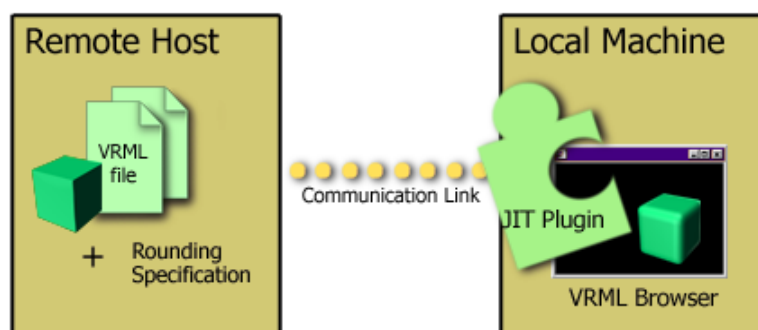 Remote Host
VRML
file
+ Rounding
Specification
Communication Link
Local Machine
JIT Plugin
VRML Browser